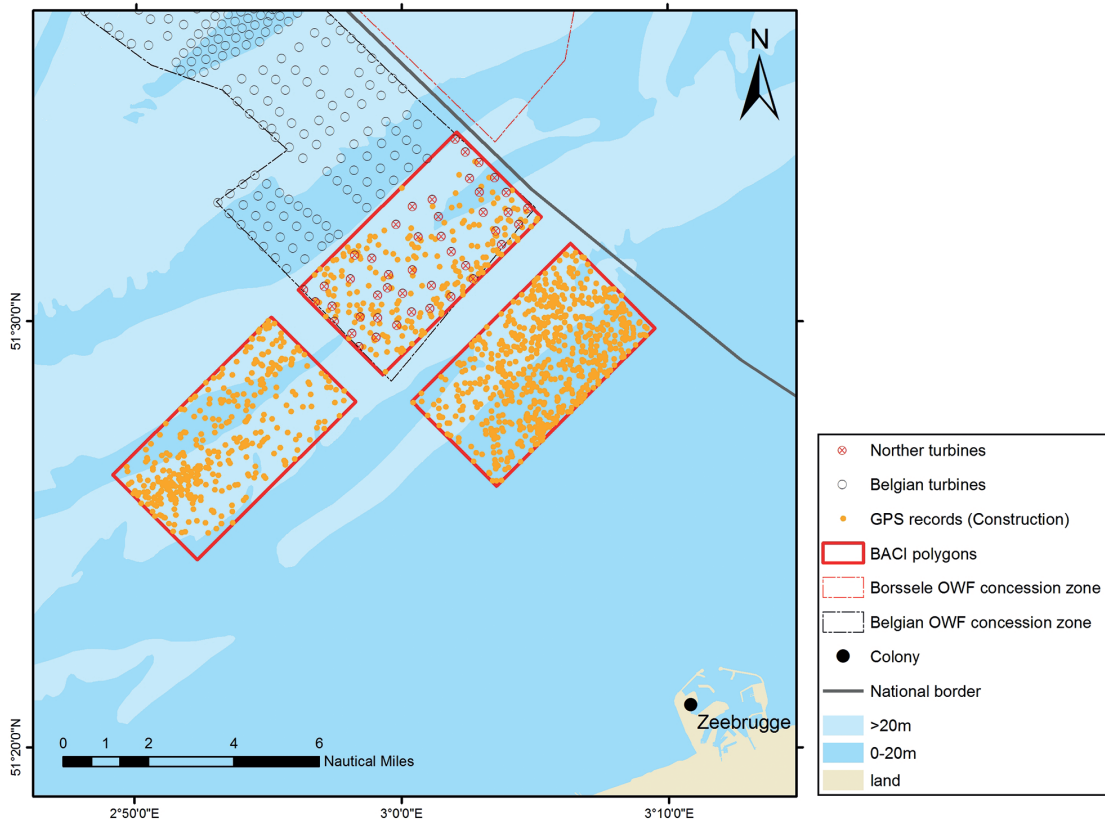 N
51°30'0"N
51°20'0"N
Zeebrugge
0 1 2 4 6
Nautical Miles
2°50'0"E 3°0'0"E 3°10'0"E
Norther turbines
Belgian turbines
GPS records (Construction)
BACI polygons
Borssele OWF concession zone
Belgian OWF concession zone
Colony
National border
>20m
0-20m
land